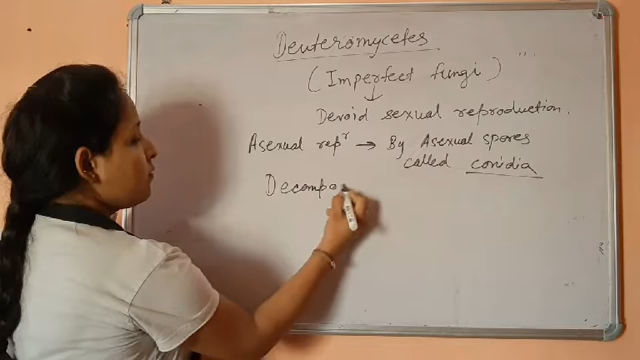 Deuteromycetes
(Imperfect fungi)
Devoid sexual reproduction.
Asexual repʳ → By Asexual spores
called conidia
Decompo